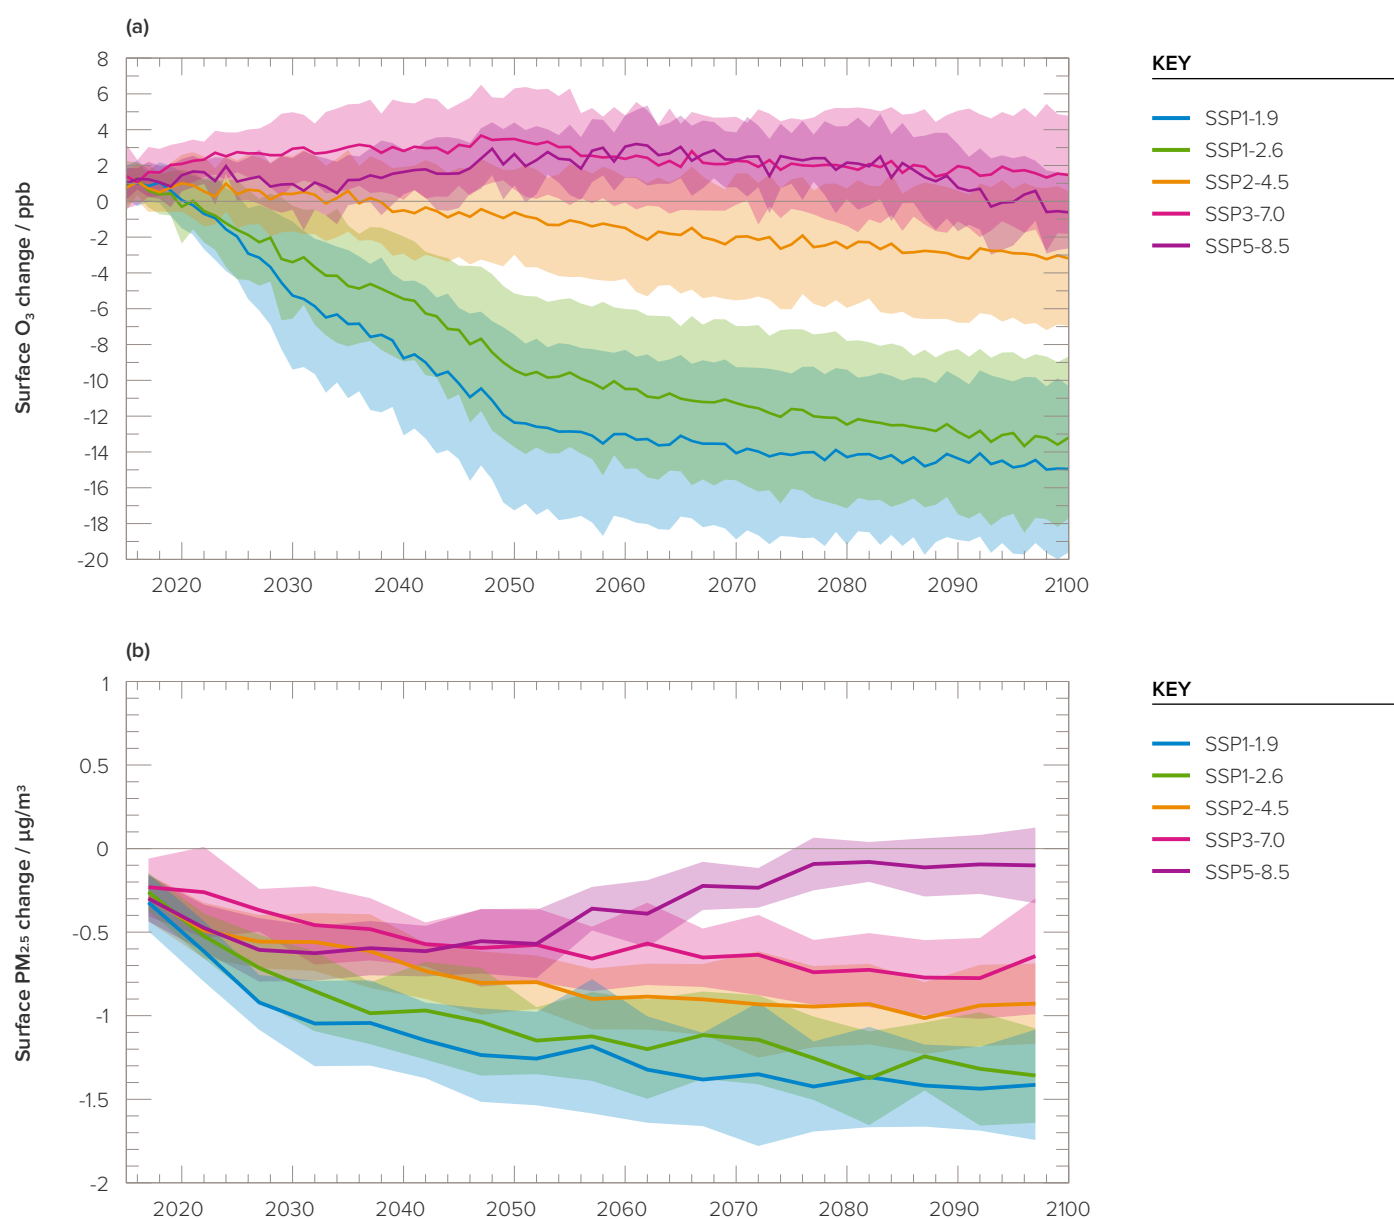 (a)
KEY
SSP1-1.9
SSP1-2.6
SSP2-4.5
SSP3-7.0
SSP5-8.5
Surface O₃ change / ppb
8
6
4
2
0
-2
-4
-6
-8
-10
-12
-14
-16
-18
-20
2020 2030 2040 2050 2060 2070 2080 2090 2100
(b)
KEY
SSP1-1.9
SSP1-2.6
SSP2-4.5
SSP3-7.0
SSP5-8.5
Surface PM2.5 change / µg/m³
1
0.5
0
-0.5
-1
-1.5
-2
2020 2030 2040 2050 2060 2070 2080 2090 2100